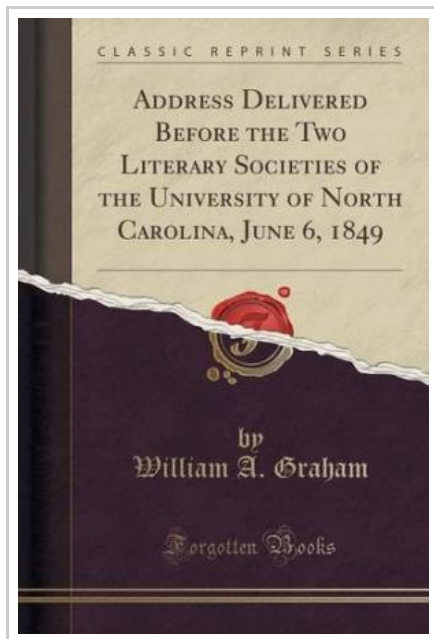 CLASSIC REPRINT SERIES
ADDRESS DELIVERED
BEFORE THE TWO
LITERARY SOCIETIES OF
THE UNIVERSITY OF NORTH
CAROLINA, JUNE 6, 1849
F
by
William A. Graham
Forgotten Books